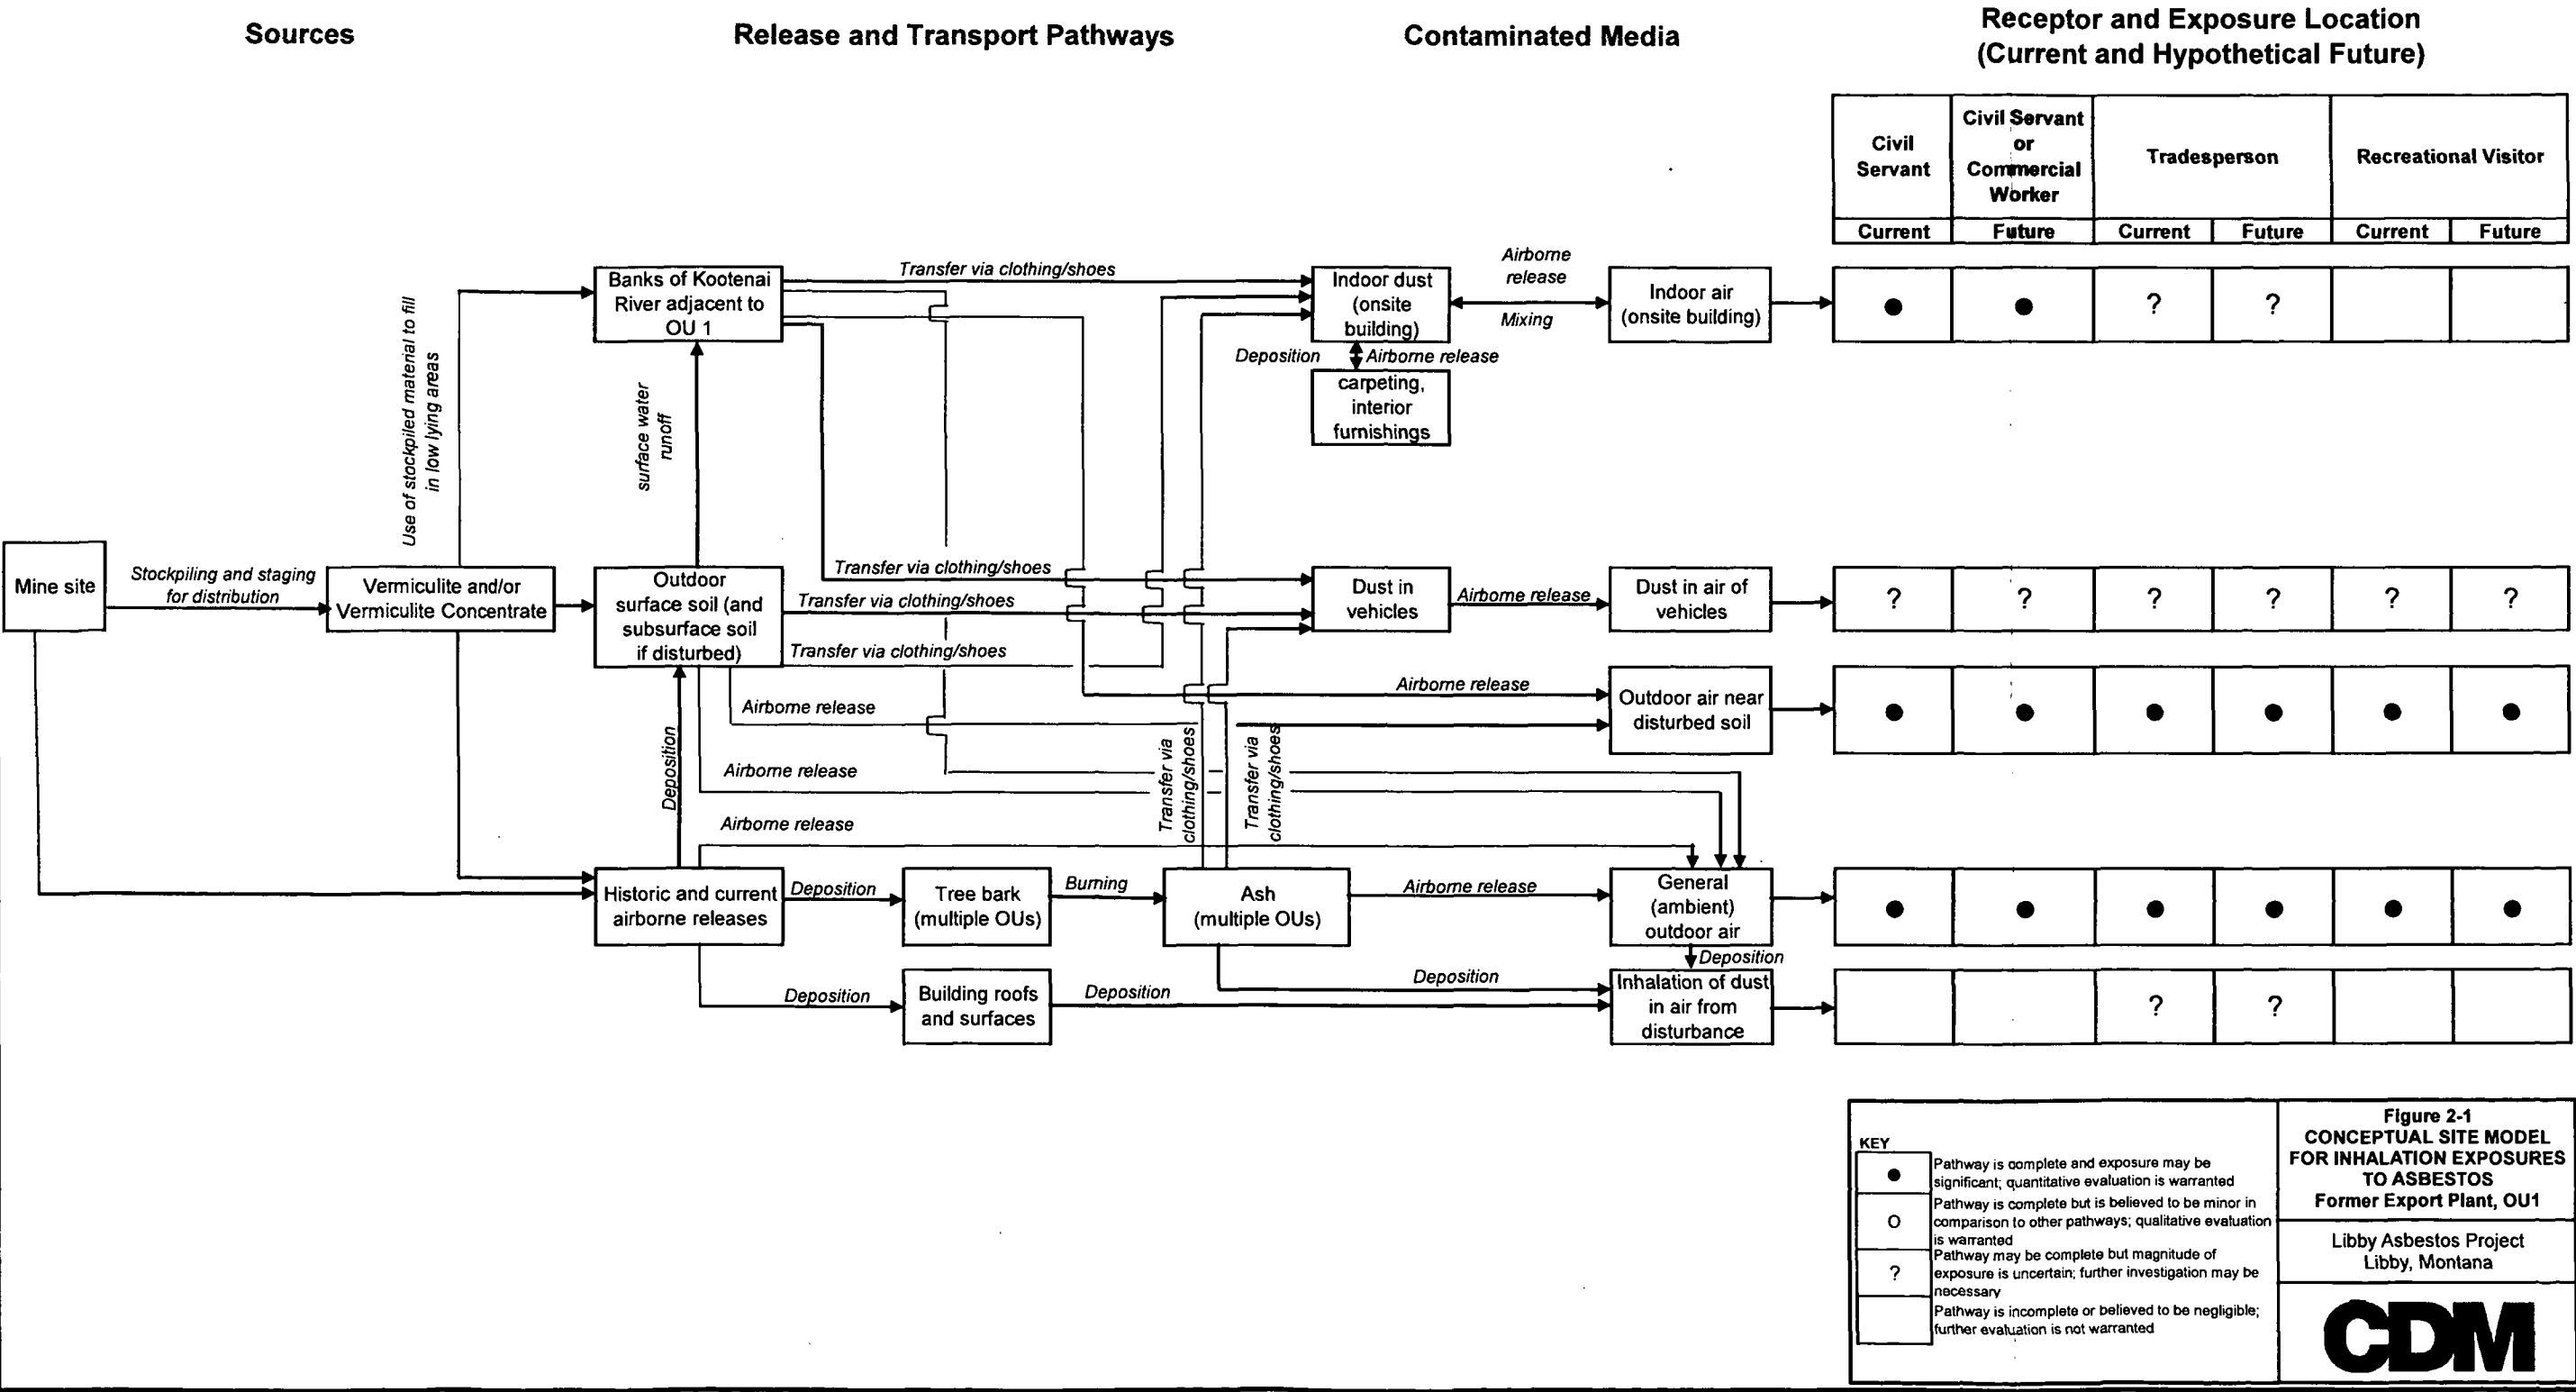 Sources
Release and Transport Pathways
Contaminated Media
Receptor and Exposure Location
(Current and Hypothetical Future)
Civil
Servant
Civil Servant
or
Commercial
Worker
Tradesperson
Recreational Visitor
Current
Future
Current
Future
Current
Future
Use of stockpiled material to fill
in low lying areas
Banks of Kootenai
River adjacent to
OU 1
Transfer via clothing/shoes
Indoor dust
(onsite
building)
Airborne
release
Mixing
Indoor air
(onsite building)
●
●
?
?
Deposition
Airborne release
carpeting,
interior
furnishings
surface water
runoff
Mine site
Stockpiling and staging
for distribution
Vermiculite and/or
Vermiculite Concentrate
Outdoor
surface soil (and
subsurface soil
if disturbed)
Transfer via clothing/shoes
Transfer via clothing/shoes
Transfer via clothing/shoes
Dust in
vehicles
Airborne release
Dust in air of
vehicles
?
?
?
?
?
?
Airborne release
Airborne release
Outdoor air near
disturbed soil
●
●
●
●
●
●
Deposition
Airborne release
Airborne release
Transfer via
clothing/shoes
Transfer via
clothing/shoes
Historic and current
airborne releases
Deposition
Tree bark
(multiple OUs)
Burning
Ash
(multiple OUs)
Airborne release
General
(ambient)
outdoor air
●
●
●
●
●
●
Deposition
Deposition
Building roofs
and surfaces
Deposition
Deposition
Inhalation of dust
in air from
disturbance
?
?
KEY
●
Pathway is complete and exposure may be
significant; quantitative evaluation is warranted
O
Pathway is complete but is believed to be minor in
comparison to other pathways; qualitative evaluation
is warranted
?
Pathway may be complete but magnitude of
exposure is uncertain; further investigation may be
necessary
Pathway is incomplete or believed to be negligible;
further evaluation is not warranted
Figure 2-1
CONCEPTUAL SITE MODEL
FOR INHALATION EXPOSURES
TO ASBESTOS
Former Export Plant, OU1
Libby Asbestos Project
Libby, Montana
CDM